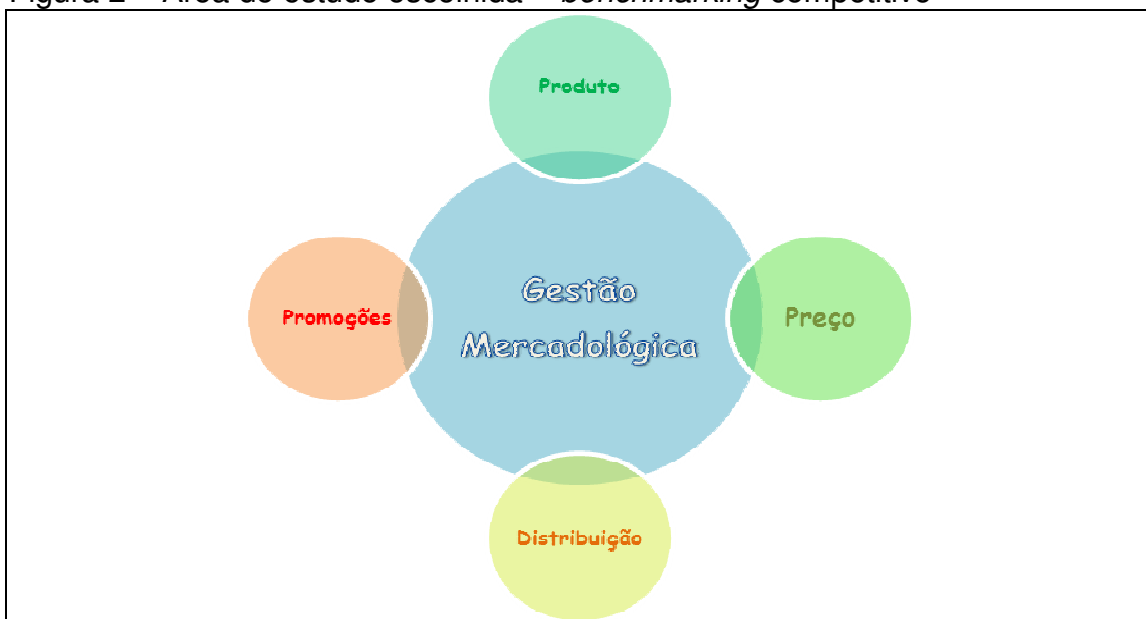 Figura 2 – Área de estudo escolhida – benchmarking competitivo
Produto
Promoções
Gestão
Mercadológica
Preço
Distribuição